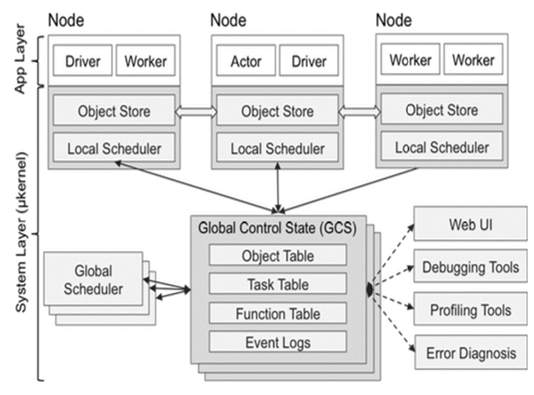 Node
Node
Node
App Layer
Driver
Worker
Actor
Driver
Worker
Worker
Object Store
Object Store
Object Store
Local Scheduler
Local Scheduler
Local Scheduler
System Layer (μkernel)
Global Control State (GCS)
Object Table
Task Table
Function Table
Event Logs
Global
Scheduler
Web UI
Debugging Tools
Profiling Tools
Error Diagnosis